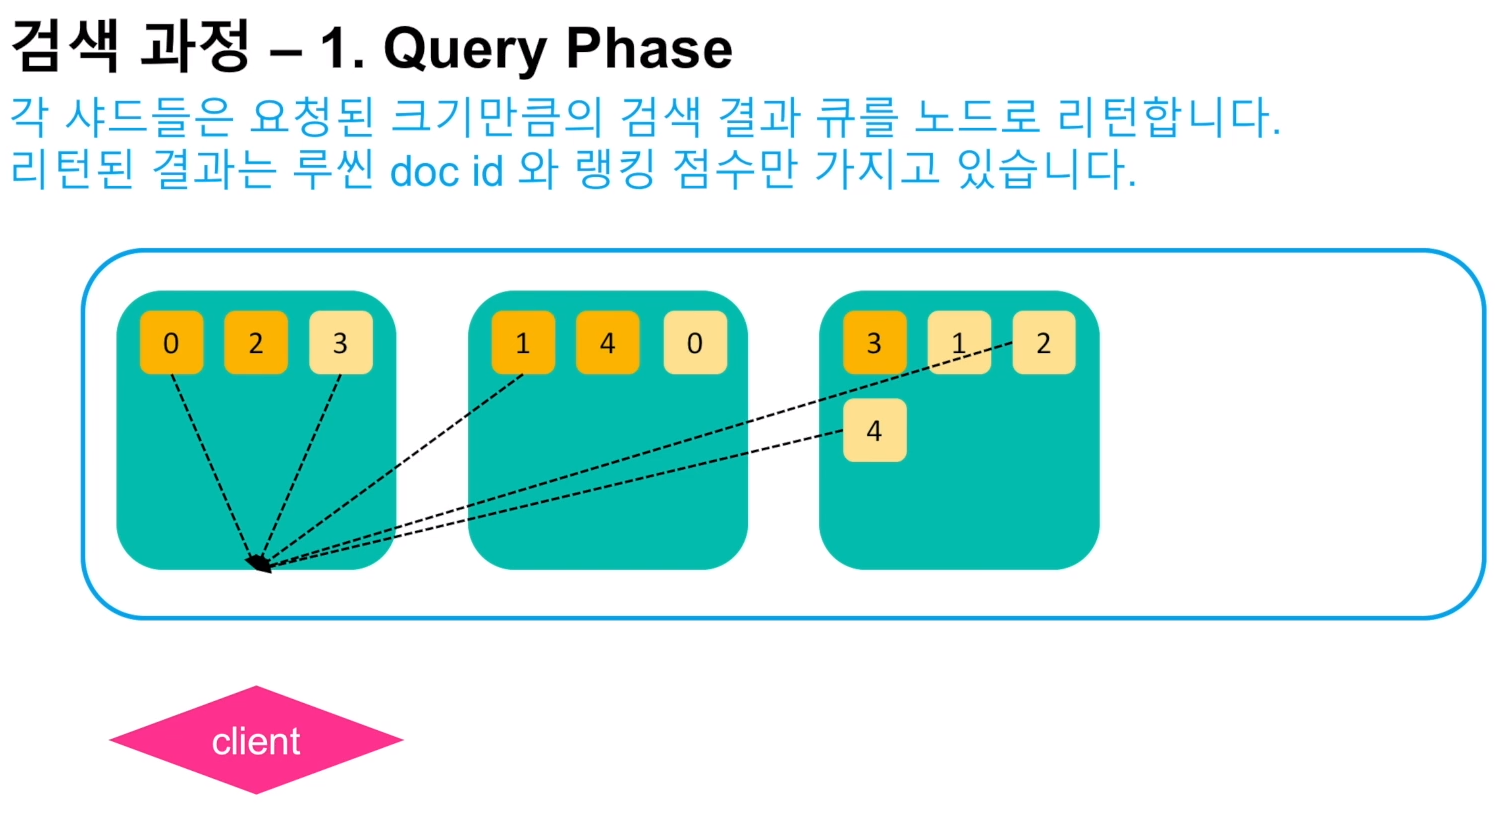 검색 과정 – 1. Query Phase
각 샤드들은 요청된 크기만큼의 검색 결과 큐를 노드로 리턴합니다.
리턴된 결과는 루씬 doc id 와 랭킹 점수만 가지고 있습니다.
0 2 3 1 4 0 3 1 2
4
client